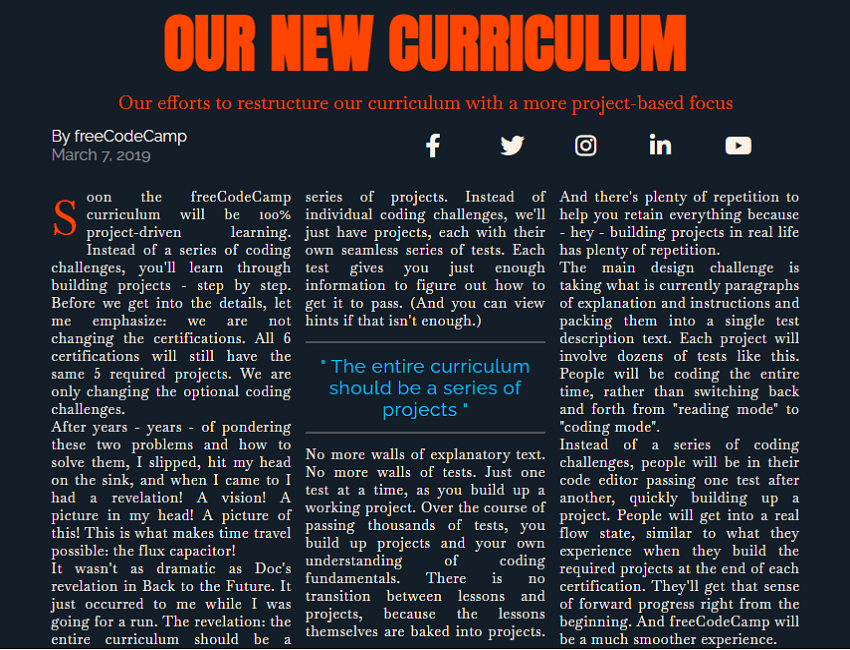 OUR NEW CURRICULUM
Our efforts to restructure our curriculum with a more project-based focus
By freeCodeCamp
March 7, 2019
Soon the freeCodeCamp
curriculum will be 100%
project-driven learning.
Instead of a series of coding
challenges, you'll learn through
building projects - step by step.
Before we get into the details, let
me emphasize: we are not
changing the certifications. All 6
certifications will still have the
same 5 required projects. We are
only changing the optional coding
challenges.
After years - years - of pondering
these two problems and how to
solve them, I slipped, hit my head
on the sink, and when I came to I
had a revelation! A vision! A
picture in my head! A picture of
this! This is what makes time travel
possible: the flux capacitor!
It wasn't as dramatic as Doc's
revelation in Back to the Future. It
just occurred to me while I was
going for a run. The revelation: the
entire curriculum should be a
series of projects. Instead of
individual coding challenges, we'll
just have projects, each with their
own seamless series of tests. Each
test gives you just enough
information to figure out how to
get it to pass. (And you can view
hints if that isn't enough.)
" The entire curriculum
should be a series of
projects "
No more walls of explanatory text.
No more walls of tests. Just one
test at a time, as you build up a
working project. Over the course of
passing thousands of tests, you
build up projects and your own
understanding of coding
fundamentals. There is no
transition between lessons and
projects, because the lessons
themselves are baked into projects.
And there's plenty of repetition to
help you retain everything because
- hey - building projects in real life
has plenty of repetition.
The main design challenge is
taking what is currently paragraphs
of explanation and instructions and
packing them into a single test
description text. Each project will
involve dozens of tests like this.
People will be coding the entire
time, rather than switching back
and forth from "reading mode" to
"coding mode".
Instead of a series of coding
challenges, people will be in their
code editor passing one test after
another, quickly building up a
project. People will get into a real
flow state, similar to what they
experience when they build the
required projects at the end of each
certification. They'll get that sense
of forward progress right from the
beginning. And freeCodeCamp will
be a much smoother experience.